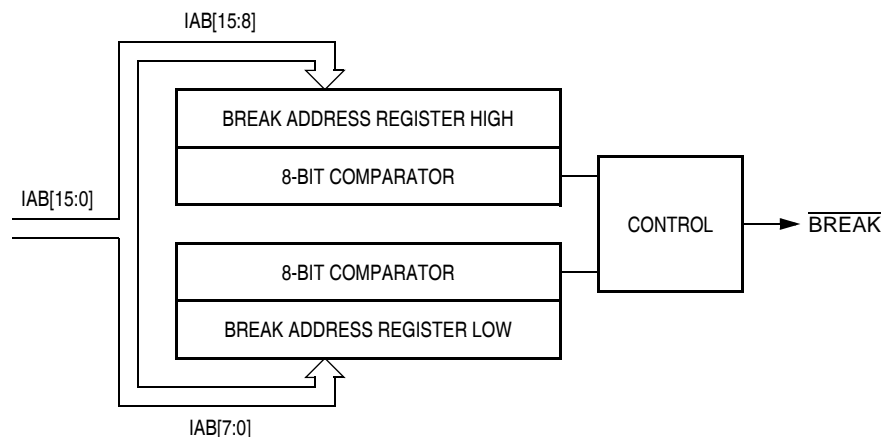 IAB[15:8]
BREAK ADDRESS REGISTER HIGH
8-BIT COMPARATOR
IAB[15:0]
CONTROL
BREAK
8-BIT COMPARATOR
BREAK ADDRESS REGISTER LOW
IAB[7:0]